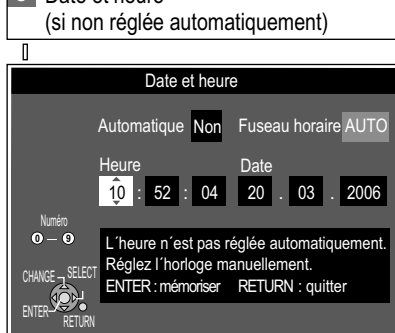 Date et heure
(si non réglée automatiquement)
Date et heure
Automatique Non Fuseau horaire AUTO
Heure Date
10 : 52 : 04 20 . 03 . 2006
Numéro
0 – 9
L´heure n´est pas réglée automatiquement.
Réglez l´horloge manuellement.
ENTER : mémoriser RETURN : quitter
CHANGE SELECT
ENTER
RETURN